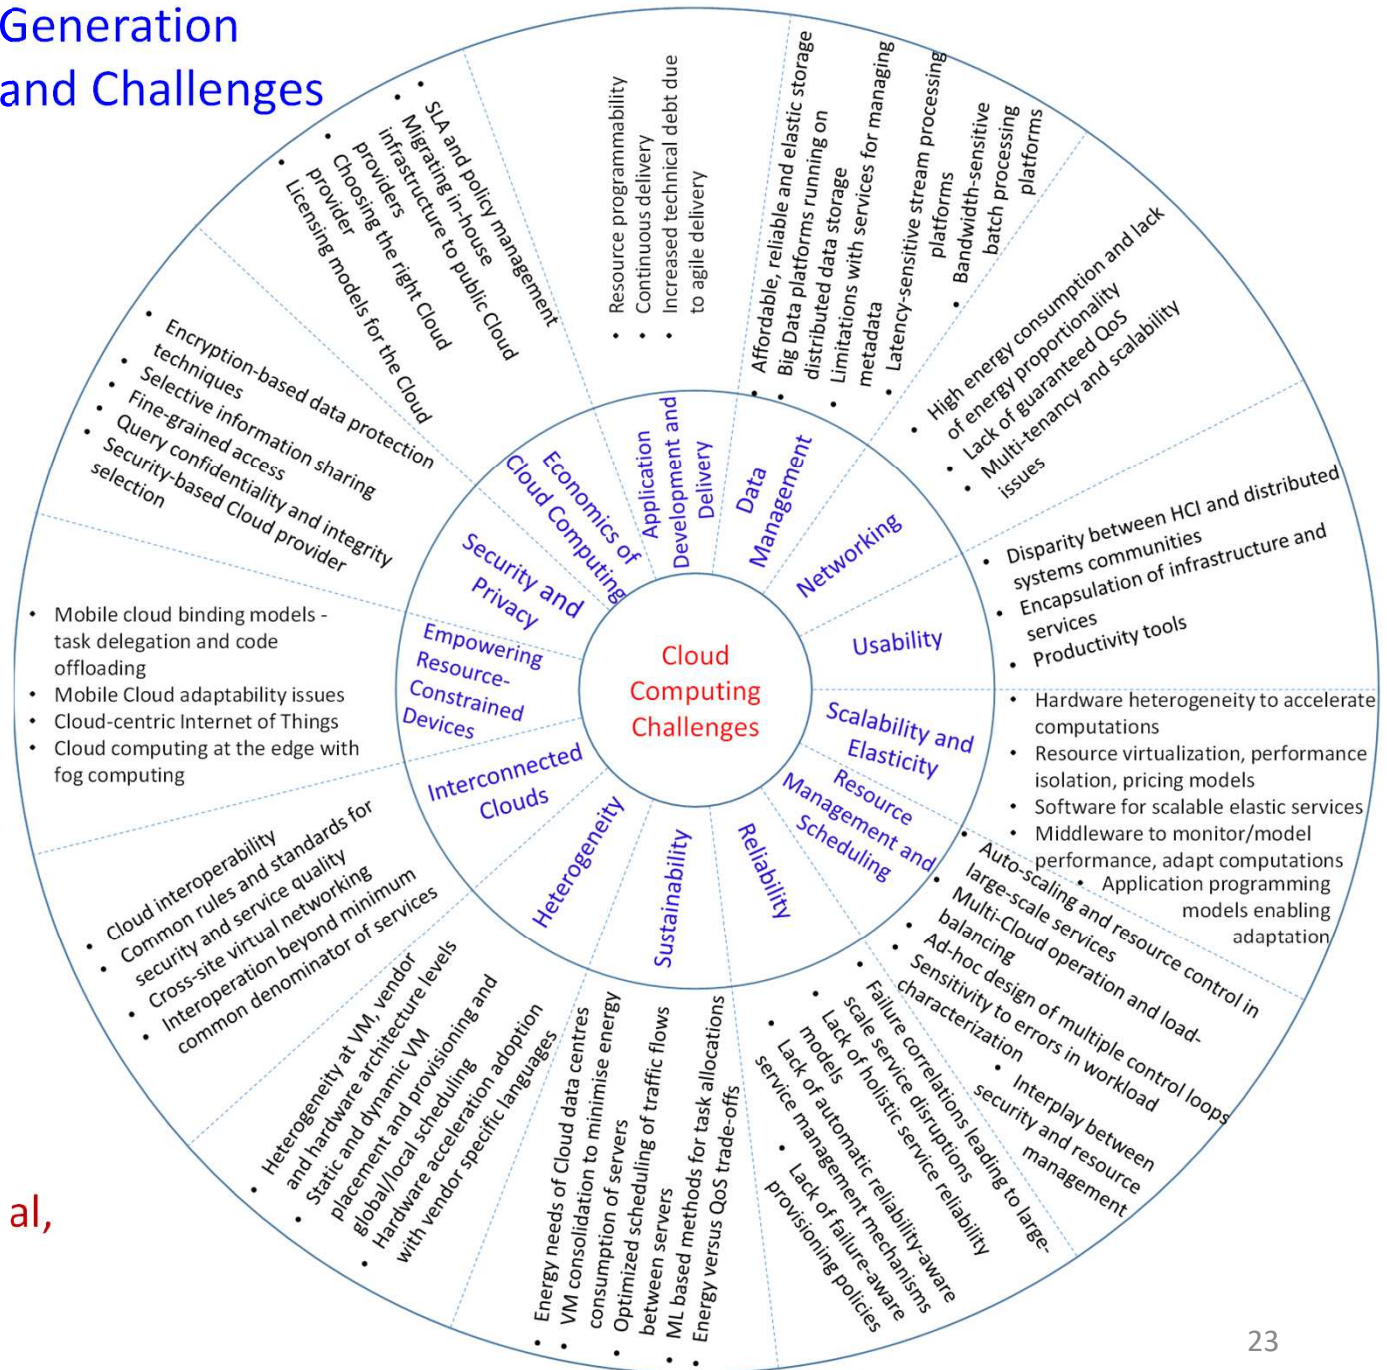 Generation
and Challenges
Cloud
Computing
Challenges
Application
Development and
Delivery
• Resource programmability
• Continuous delivery
• Increased technical debt due
to agile delivery
Data
Management
• Affordable, reliable and elastic storage
• Big Data platforms running on
distributed data storage
• Limitations with services for managing
metadata
• Latency-sensitive stream processing
platforms
• Bandwidth-sensitive
batch processing
platforms
Networking
• High energy consumption and lack
of energy proportionality
• Lack of guaranteed QoS
• Multi-tenancy and scalability
issues
Usability
• Disparity between HCI and distributed
systems communities
• Encapsulation of infrastructure and
services
• Productivity tools
Scalability and
Elasticity
• Hardware heterogeneity to accelerate
computations
• Resource virtualization, performance
isolation, pricing models
• Software for scalable elastic services
• Middleware to monitor/model
performance, adapt computations
• Application programming
models enabling
adaptation
Resource
Management and
Scheduling
• Auto-scaling and resource control in
large-scale services
• Multi-Cloud operation and load-
balancing
• Ad-hoc design of multiple control loops
• Sensitivity to errors in workload
characterization
• Interplay between
security and resource
management
Reliability
• Failure correlations leading to large-
scale service disruptions
• Lack of holistic service reliability
models
• Lack of automatic reliability-aware
service management mechanisms
• Lack of failure-aware
provisioning policies
Sustainability
• Energy needs of Cloud data centres
• VM consolidation to minimise energy
consumption of servers
• Optimized scheduling of traffic flows
between servers
• ML based methods for task allocations
• Energy versus QoS trade-offs
Heterogeneity
• Heterogeneity at VM, vendor
and hardware architecture levels
• Static and dynamic VM
placement and provisioning and
global/local scheduling
• Hardware acceleration adoption
with vendor specific languages
Interconnected
Clouds
• Cloud interoperability
• Common rules and standards for
security and service quality
• Cross-site virtual networking
• Interoperation beyond minimum
common denominator of services
Empowering
Resource-
Constrained
Devices
• Mobile cloud binding models -
task delegation and code
offloading
• Mobile Cloud adaptability issues
• Cloud-centric Internet of Things
• Cloud computing at the edge with
fog computing
Security and
Privacy
• Encryption-based data protection
techniques
• Selective information sharing
• Fine-grained access
• Query confidentiality and integrity
• Security-based Cloud provider
selection
Economics of
Cloud Computing
• SLA and policy management
• Migrating in-house
infrastructure to public Cloud
providers
• Choosing the right Cloud
provider
• Licensing models for the Cloud
al,
23